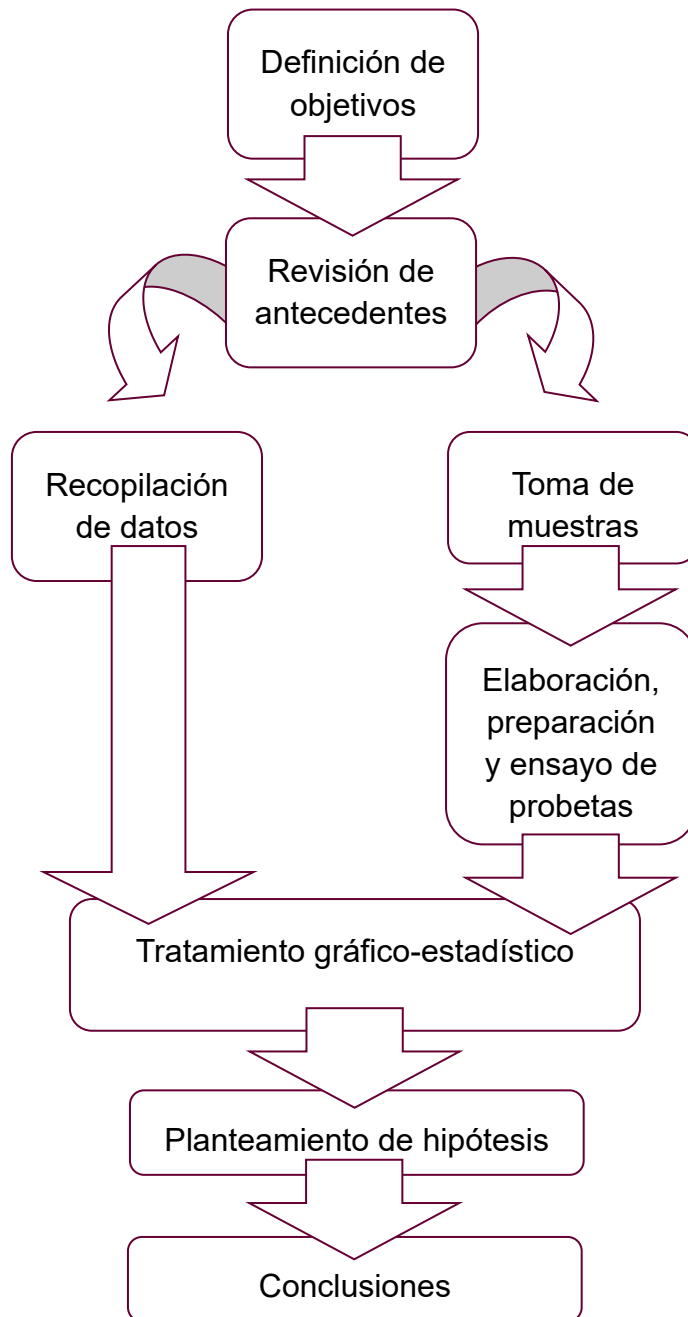 Definición de
objetivos
Revisión de
antecedentes
Recopilación
de datos
Toma de
muestras
Elaboración,
preparación
y ensayo de
probetas
Tratamiento gráfico-estadístico
Planteamiento de hipótesis
Conclusiones